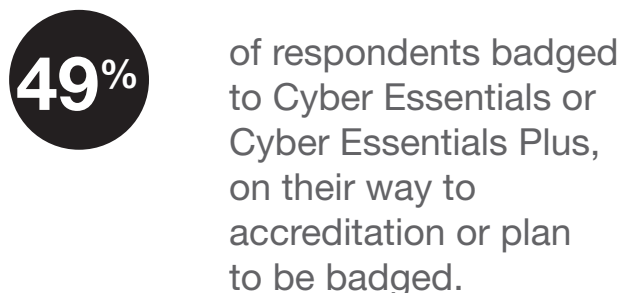 49%
of respondents badged
to Cyber Essentials or
Cyber Essentials Plus,
on their way to
accreditation or plan
to be badged.